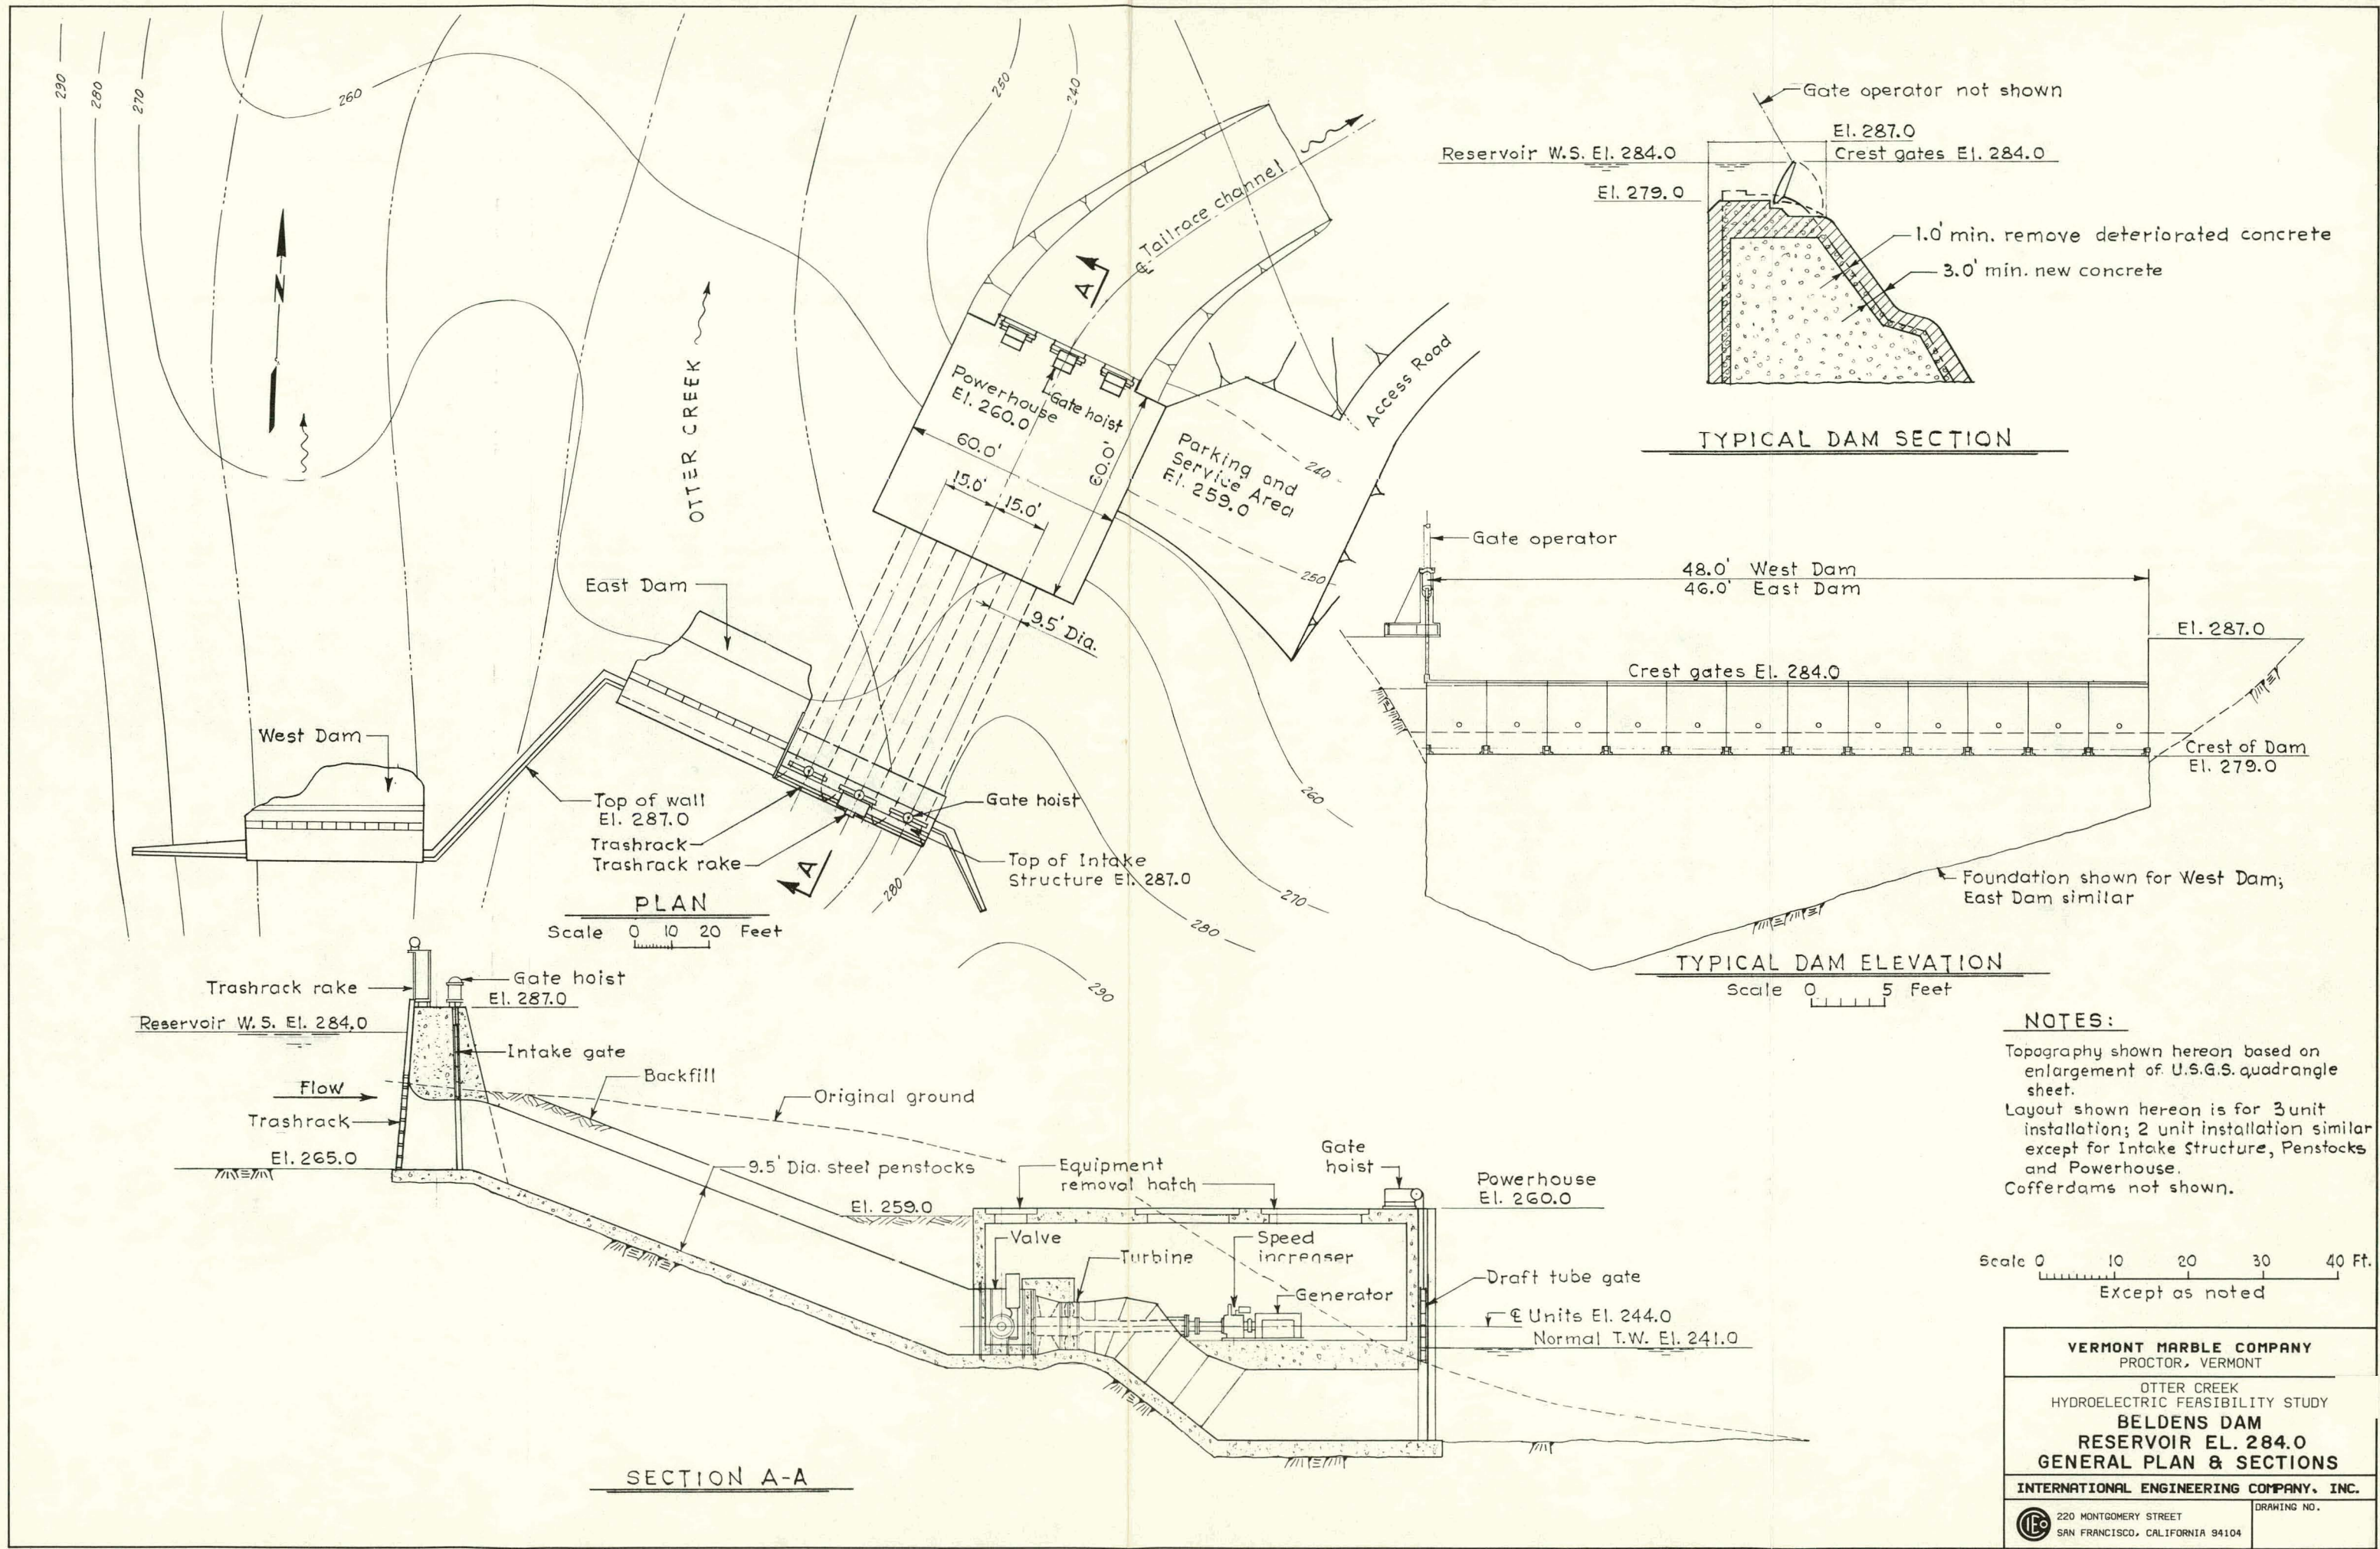 290
280
270
260
250
240
N
OTTER CREEK
℄ Tailrace channel
A
Powerhouse
El. 260.0
Gate hoist
60.0'
60.0'
15.0'
15.0'
Parking and
Service Area
El. 259.0
240
250
Access Road
9.5' Dia.
East Dam
West Dam
Top of wall
El. 287.0
Trashrack
Trashrack rake
Gate hoist
Top of Intake
Structure El. 287.0
A
280
260
270
280
290
PLAN
Scale 0 10 20 Feet
Gate operator not shown
El. 287.0
Reservoir W.S. El. 284.0
Crest gates El. 284.0
El. 279.0
1.0' min. remove deteriorated concrete
3.0' min. new concrete
TYPICAL DAM SECTION
Gate operator
48.0' West Dam
46.0' East Dam
El. 287.0
Crest gates El. 284.0
Crest of Dam
El. 279.0
Foundation shown for West Dam;
East Dam similar
TYPICAL DAM ELEVATION
Scale 0 5 Feet
Trashrack rake
Gate hoist
El. 287.0
Reservoir W. S. El. 284.0
Intake gate
Backfill
Flow
Original ground
Trashrack
El. 265.0
9.5' Dia. steel penstocks
Equipment
removal hatch
Gate
hoist
Powerhouse
El. 260.0
El. 259.0
Valve
Turbine
Speed
increaser
Generator
Draft tube gate
℄ Units El. 244.0
Normal T.W. El. 241.0
SECTION A-A
NOTES:
Topography shown hereon based on
enlargement of U.S.G.S. quadrangle
sheet.
Layout shown hereon is for 3 unit
installation; 2 unit installation similar
except for Intake Structure, Penstocks
and Powerhouse.
Cofferdams not shown.
Scale 0 10 20 30 40 Ft.
Except as noted
VERMONT MARBLE COMPANY
PROCTOR, VERMONT
OTTER CREEK
HYDROELECTRIC FEASIBILITY STUDY
BELDENS DAM
RESERVOIR EL. 284.0
GENERAL PLAN & SECTIONS
INTERNATIONAL ENGINEERING COMPANY, INC.
IECo
220 MONTGOMERY STREET
SAN FRANCISCO, CALIFORNIA 94104
DRAWING NO.